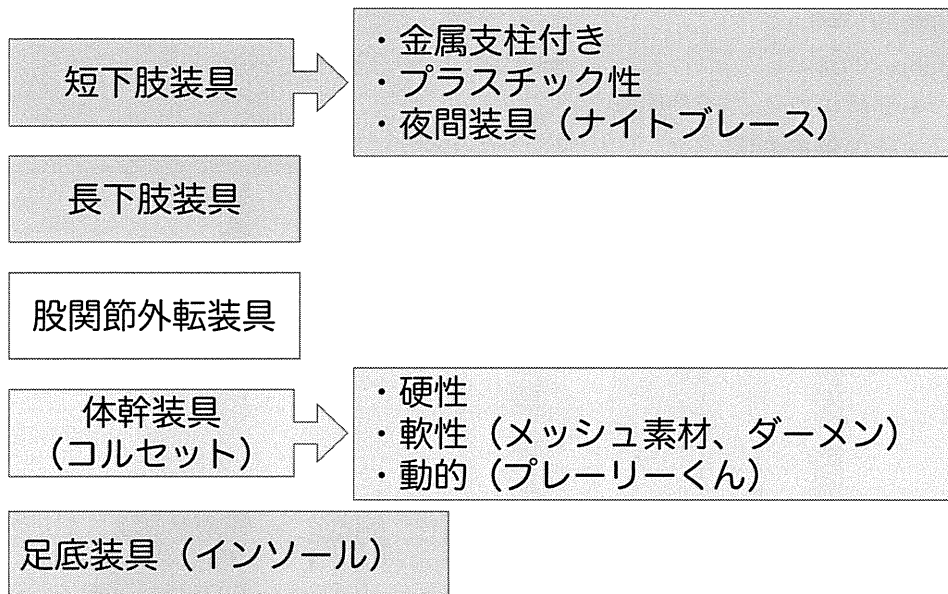 短下肢装具
・金属支柱付き
・プラスチック性
・夜間装具（ナイトブレース）
長下肢装具
股関節外転装具
体幹装具
（コルセット）
・硬性
・軟性（メッシュ素材、ダーメン）
・動的（プレーリーくん）
足底装具（インソール）